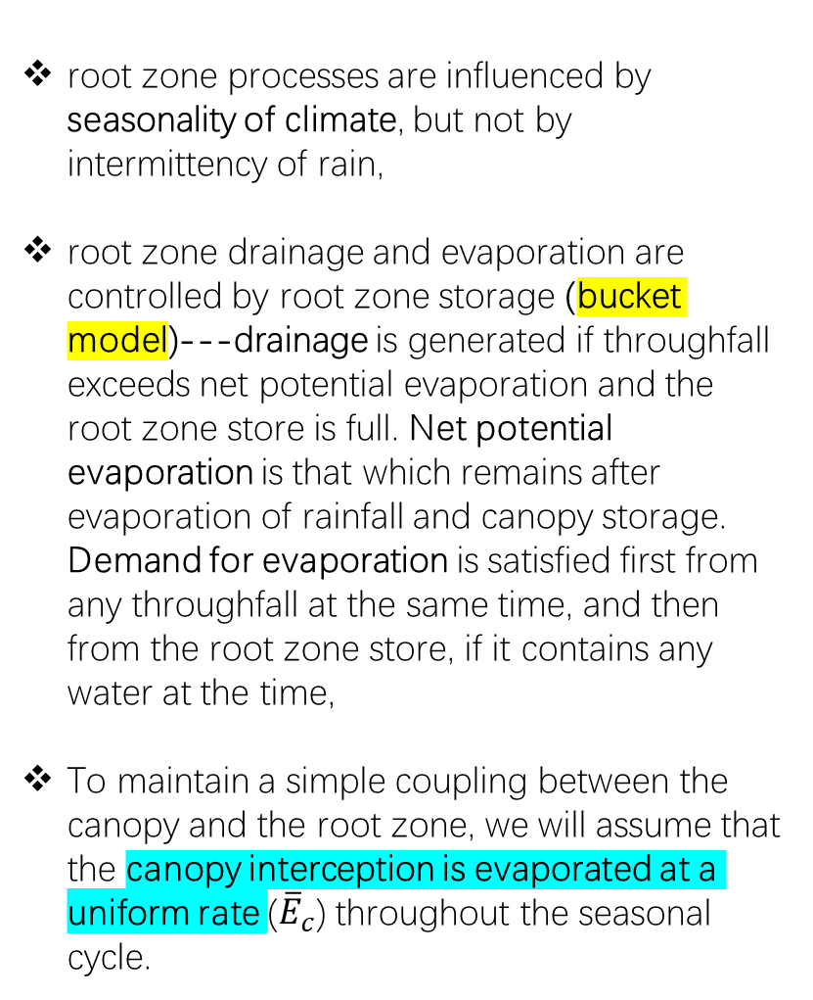 ❖ root zone processes are influenced by
seasonality of climate, but not by
intermittency of rain,
❖ root zone drainage and evaporation are
controlled by root zone storage (bucket
model)---drainage is generated if throughfall
exceeds net potential evaporation and the
root zone store is full. Net potential
evaporation is that which remains after
evaporation of rainfall and canopy storage.
Demand for evaporation is satisfied first from
any throughfall at the same time, and then
from the root zone store, if it contains any
water at the time,
❖ To maintain a simple coupling between the
canopy and the root zone, we will assume that
the canopy interception is evaporated at a
uniform rate (Ē_c) throughout the seasonal
cycle.